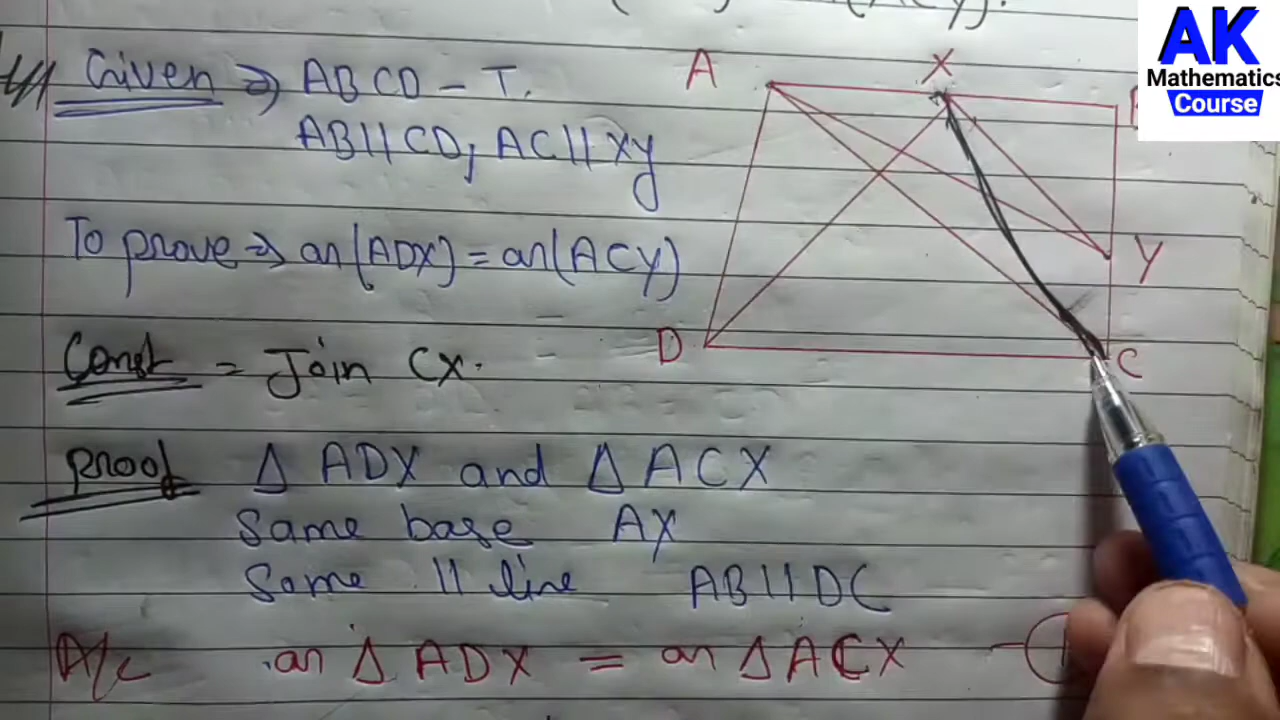 Given ⇒ ABCD - T.
AB || CD, AC || XY
To prove ⇒ ar(ADX) = ar(ACY)
Const = Join CX.
Proof Δ ADX and Δ ACX
Same base AX
Same || line AB || DC
A/c ar Δ ADX = ar Δ ACX
A
X
Y
D
C
AK
Mathematics
Course